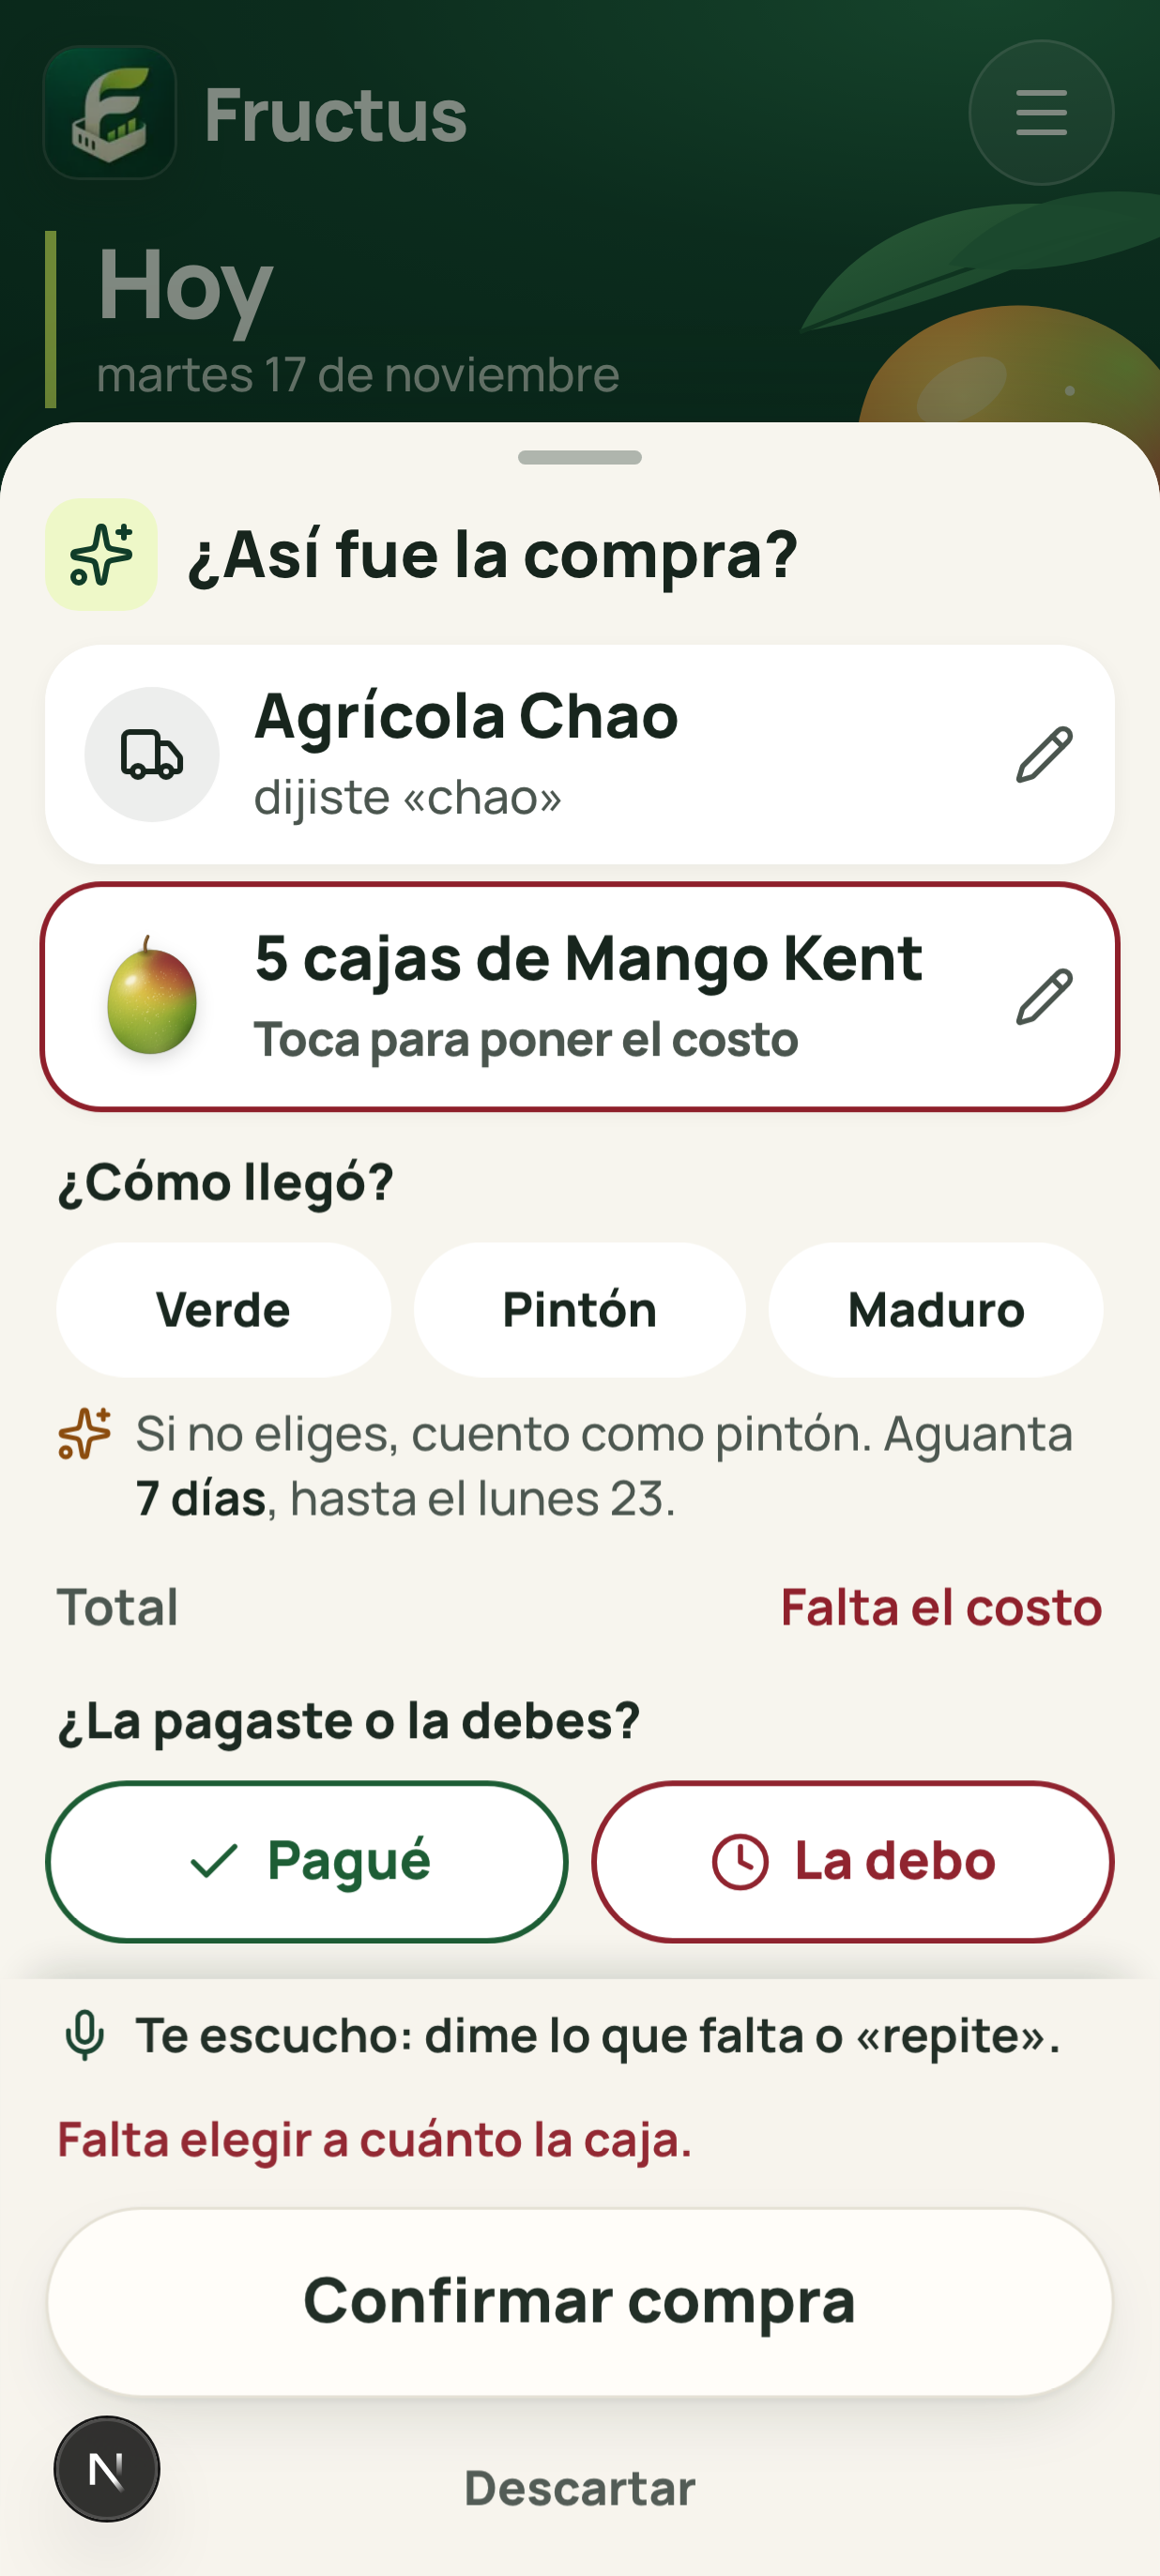 Fructus
Hoy
martes 17 de noviembre
¿Así fue la compra?
Agrícola Chao
dijiste «chao»
5 cajas de Mango Kent
Toca para poner el costo
¿Cómo llegó?
Verde
Pintón
Maduro
Si no eliges, cuento como pintón. Aguanta
7 días, hasta el lunes 23.
Total
Falta el costo
¿La pagaste o la debes?
Pagué
La debo
Te escucho: dime lo que falta o «repite».
Falta elegir a cuánto la caja.
Confirmar compra
N
Descartar